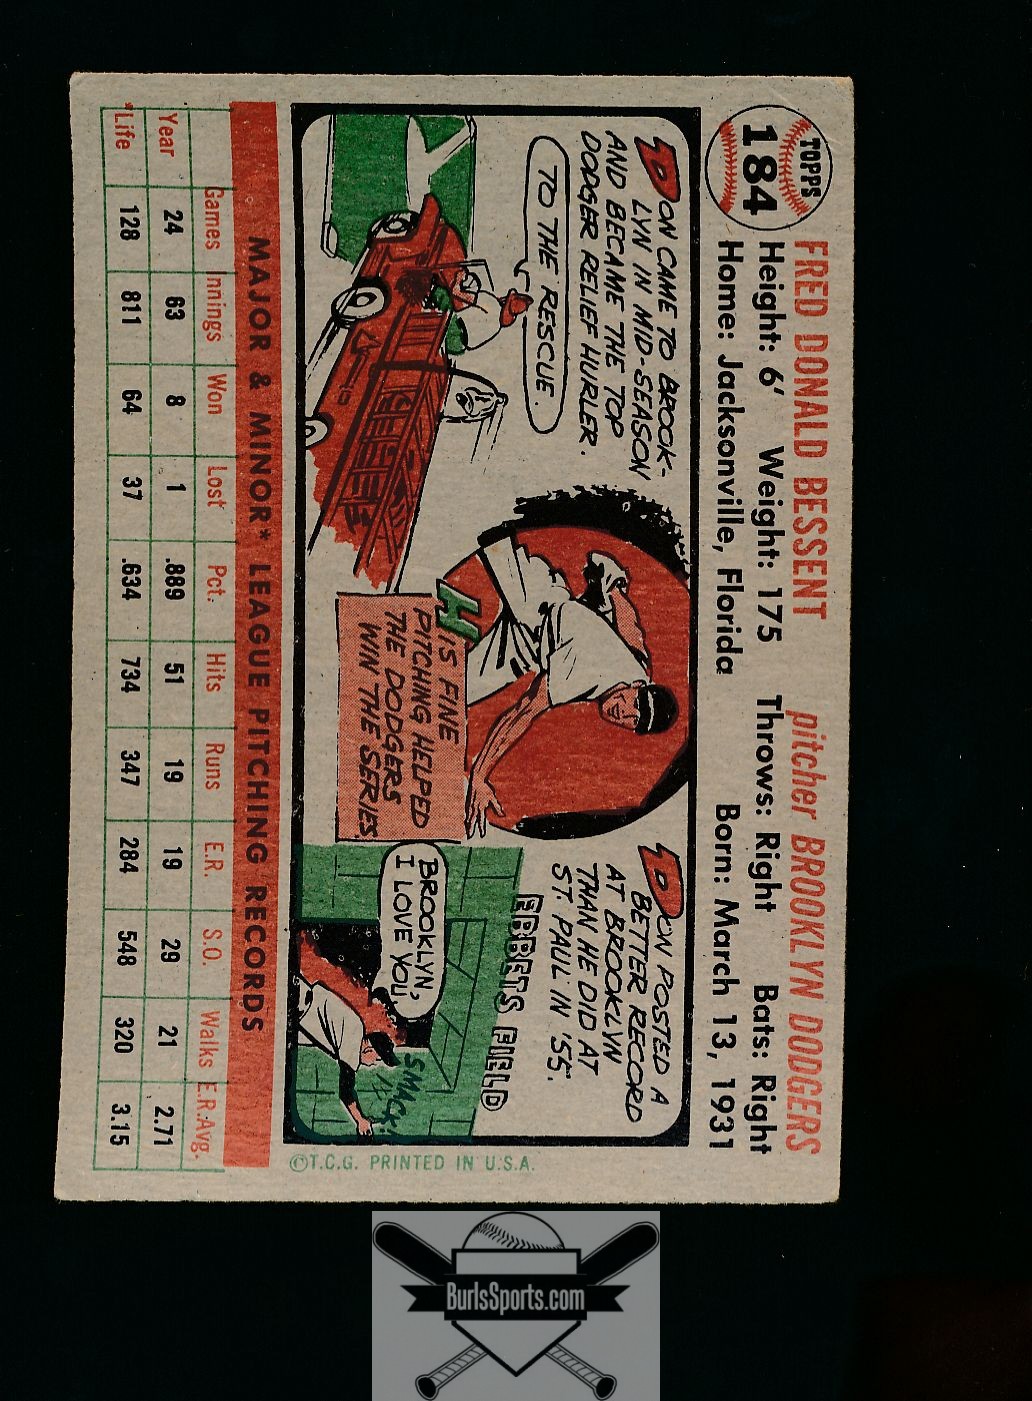 TOPPS
184
FRED DONALD BESSENT pitcher BROOKLYN DODGERS
Height: 6' Weight: 175 Throws: Right Bats: Right
Home: Jacksonville, Florida Born: March 13, 1931
DON CAME TO BROOK-
LYN IN MID-SEASON
AND BECAME THE TOP
DODGER RELIEF HURLER.
TO THE RESCUE.
HIS FINE
PITCHING HELPED
THE DODGERS
WIN THE SERIES
DON POSTED A
BETTER RECORD
AT BROOKLYN
THAN HE DID AT
ST. PAUL IN '55.
EBBETS FIELD
BROOKLYN,
I LOVE YOU
SMACK!
©T.C.G. PRINTED IN U.S.A.
MAJOR & MINOR* LEAGUE PITCHING RECORDS
Games Innings Won Lost Pct. Hits Runs E.R. S.O. Walks E.R.Avg.
Year 24 63 8 1 .889 51 19 19 29 21 2.71
*Life 128 811 64 37 .634 734 347 284 548 320 3.15
BurlsSports.com